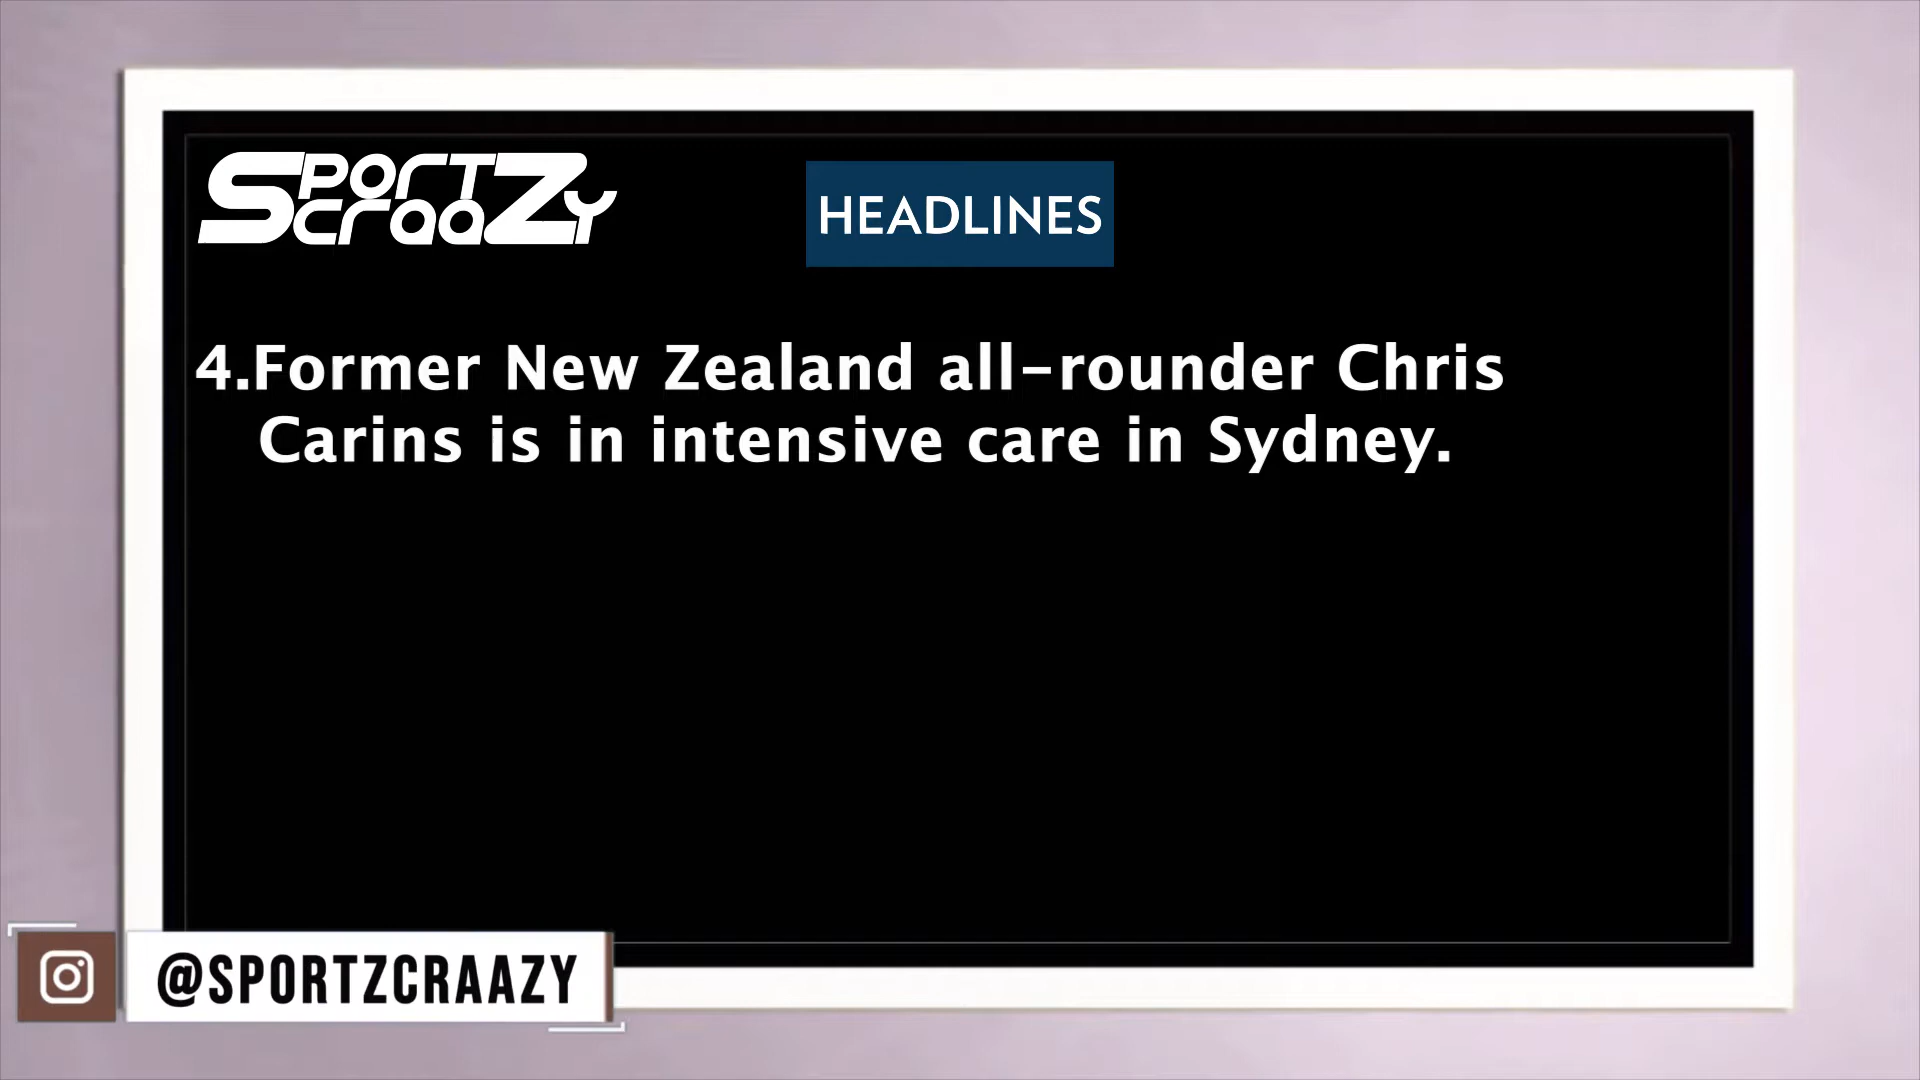 SPORTZ CRAAZY
HEADLINES
4.Former New Zealand all-rounder Chris
Carins is in intensive care in Sydney.
@SPORTZCRAAZY